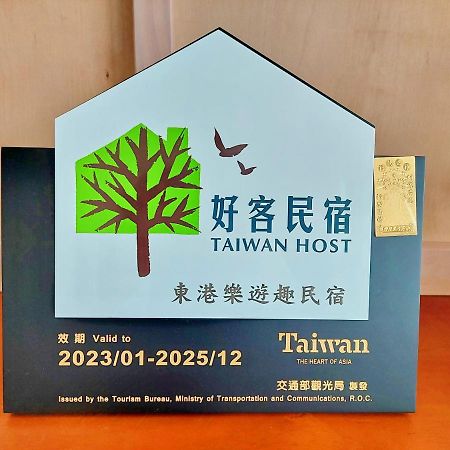 好客民宿
TAIWAN HOST
東港樂遊趣民宿
效期 Valid to
2023/01-2025/12
Taiwan
THE HEART OF ASIA
交通部觀光局 製發
Issued by the Tourism Bureau, Ministry of Transportation and Communications, R.O.C.